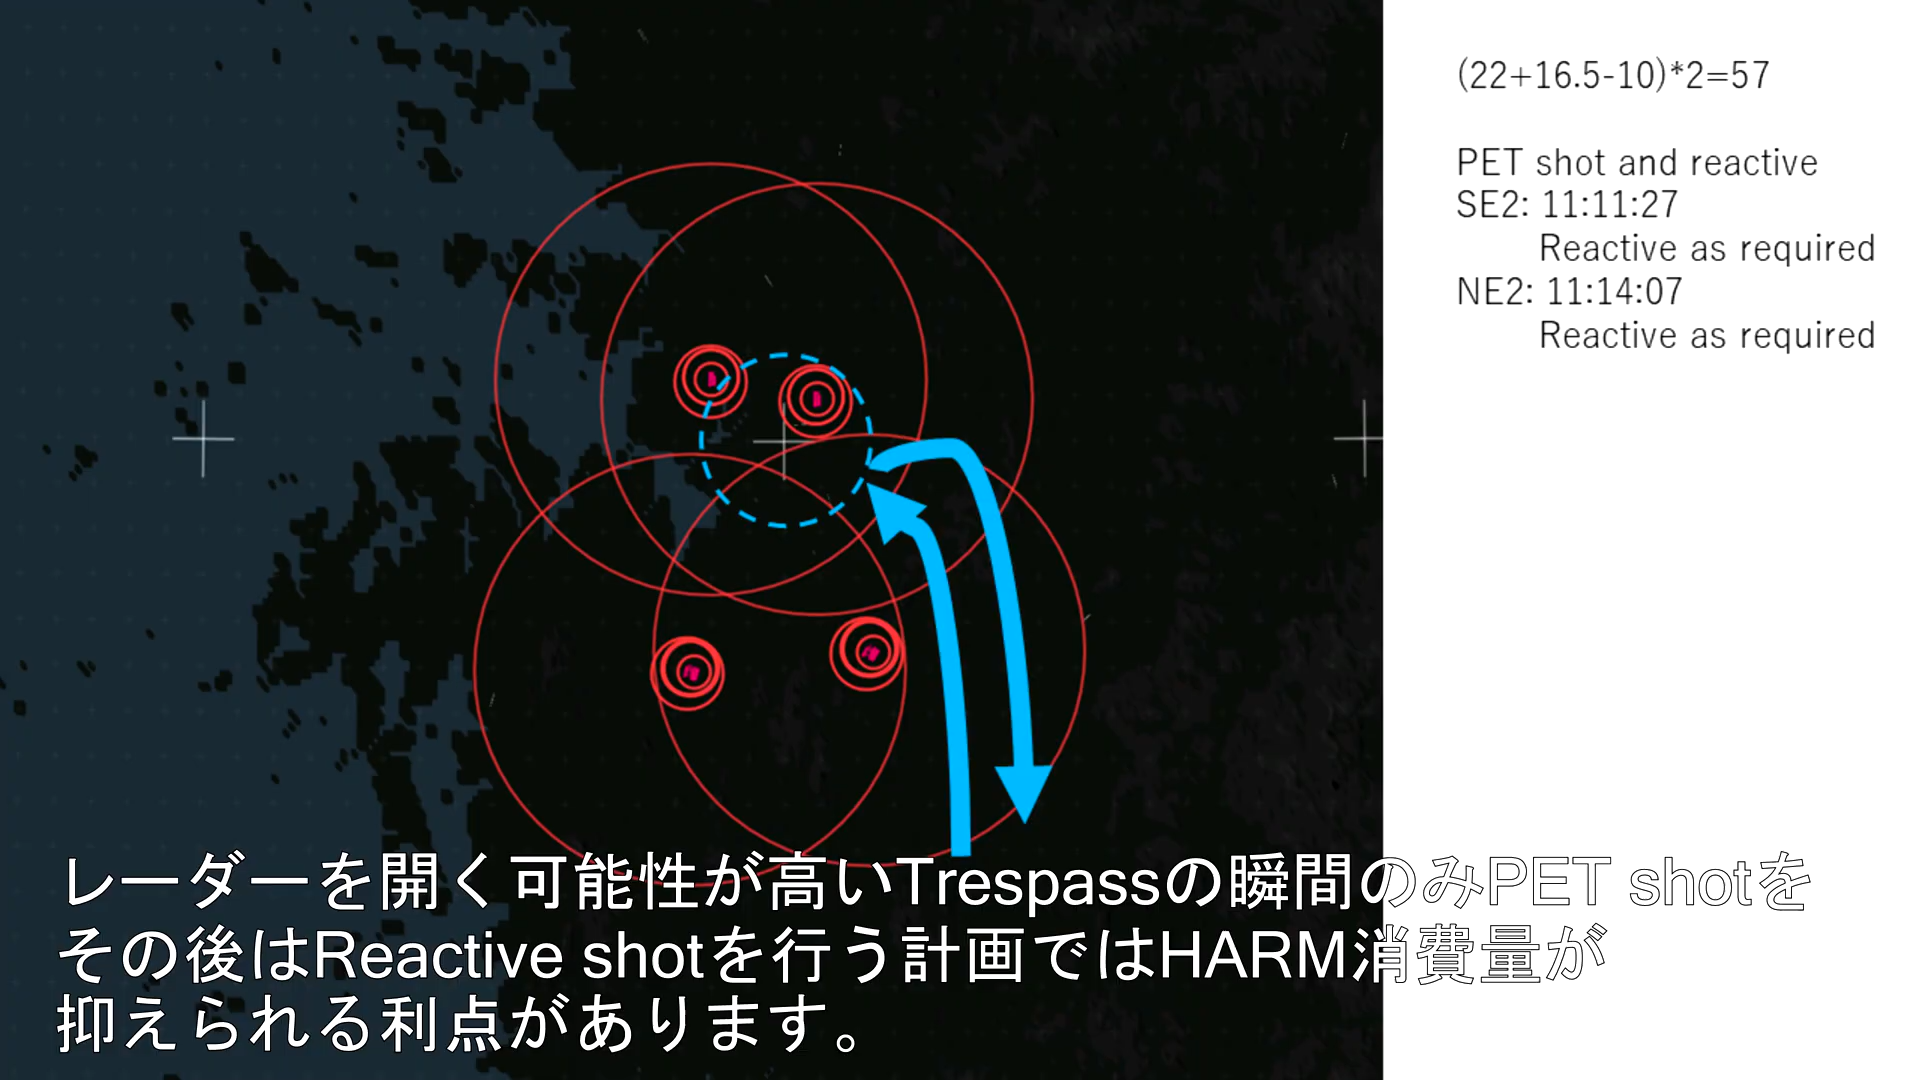 (22+16.5-10)*2=57
PET shot and reactive
SE2: 11:11:27
Reactive as required
NE2: 11:14:07
Reactive as required
レーダーを開く可能性が高いTrespassの瞬間のみPET shotを
その後はReactive shotを行う計画ではHARM消費量が
抑えられる利点があります。